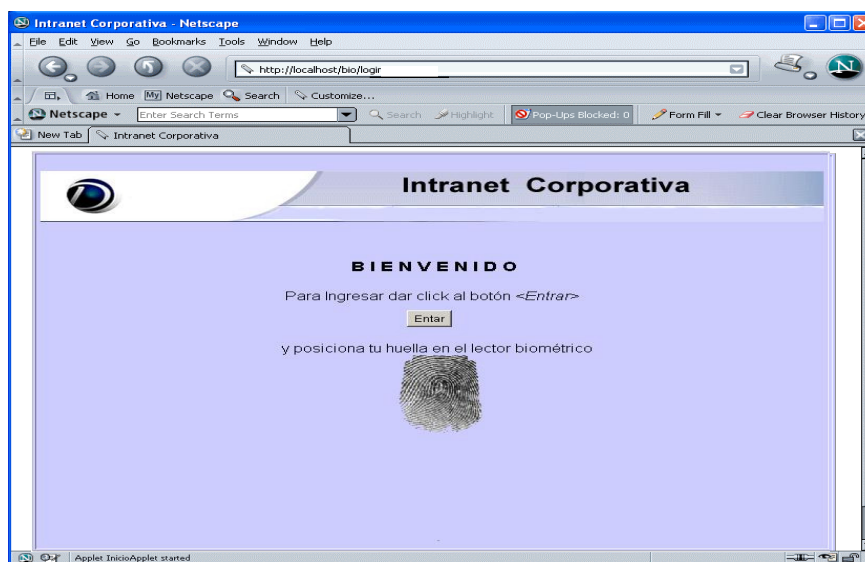 Intranet Corporativa - Netscape
File Edit View Go Bookmarks Tools Window Help
http://localhost/bio/logir
Home My Netscape Search Customize...
Netscape Enter Search Terms Search Highlight Pop-Ups Blocked: 0 Form Fill Clear Browser History
New Tab Intranet Corporativa
Intranet Corporativa
BIENVENIDO
Para Ingresar dar click al botón <Entrar>
Entar
y posiciona tu huella en el lector biométrico
Applet InicioApplet started